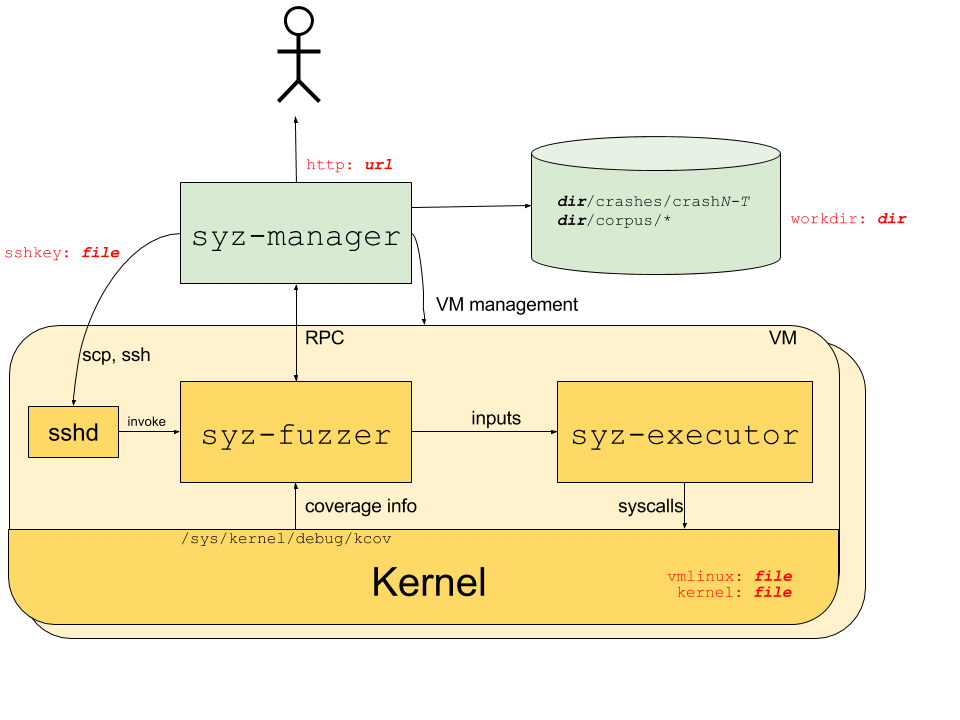 http: url
syz-manager
dir/crashes/crashN-T
dir/corpus/*
workdir: dir
sshkey: file
VM management
RPC
VM
scp, ssh
sshd
invoke
syz-fuzzer
inputs
syz-executor
coverage info
syscalls
/sys/kernel/debug/kcov
Kernel
vmlinux: file
kernel: file